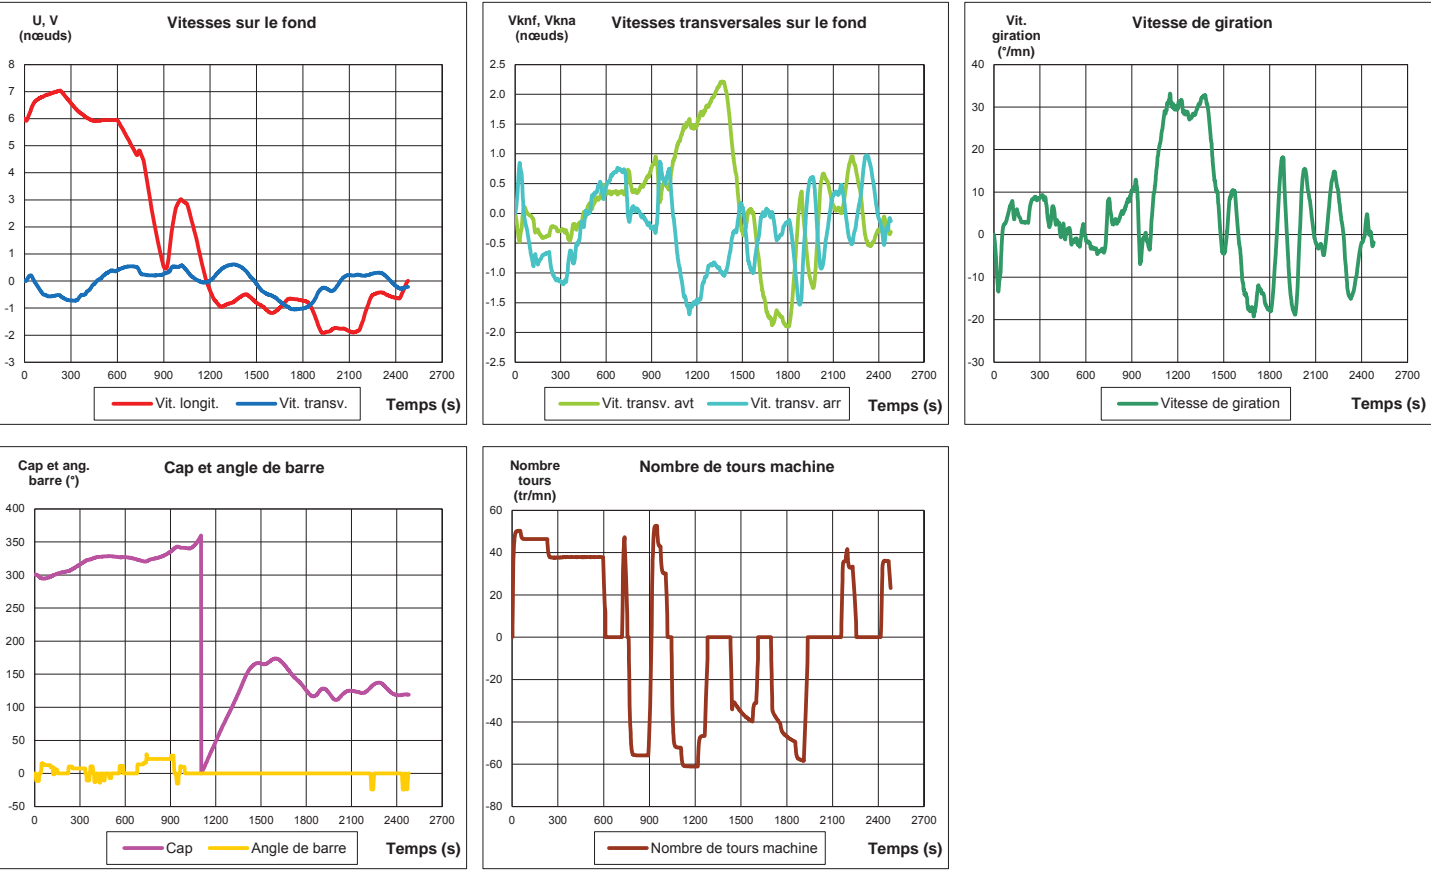 U, V
(nœuds)
Vitesses sur le fond
8
7
6
5
4
3
2
1
0
-1
-2
-3
0 300 600 900 1200 1500 1800 2100 2400 2700
Vit. longit. Vit. transv. Temps (s)
Vknf, Vkna
(nœuds)
Vitesses transversales sur le fond
2.5
2.0
1.5
1.0
0.5
0.0
-0.5
-1.0
-1.5
-2.0
-2.5
0 300 600 900 1200 1500 1800 2100 2400 2700
Vit. transv. avt Vit. transv. arr Temps (s)
Vit.
giration
(°/mn)
Vitesse de giration
40
30
20
10
0
-10
-20
-30
0 300 600 900 1200 1500 1800 2100 2400 2700
Vitesse de giration Temps (s)
Cap et ang.
barre (°)
Cap et angle de barre
400
350
300
250
200
150
100
50
0
-50
0 300 600 900 1200 1500 1800 2100 2400 2700
Cap Angle de barre Temps (s)
Nombre
tours
(tr/mn)
Nombre de tours machine
60
40
20
0
-20
-40
-60
-80
0 300 600 900 1200 1500 1800 2100 2400 2700
Nombre de tours machine Temps (s)